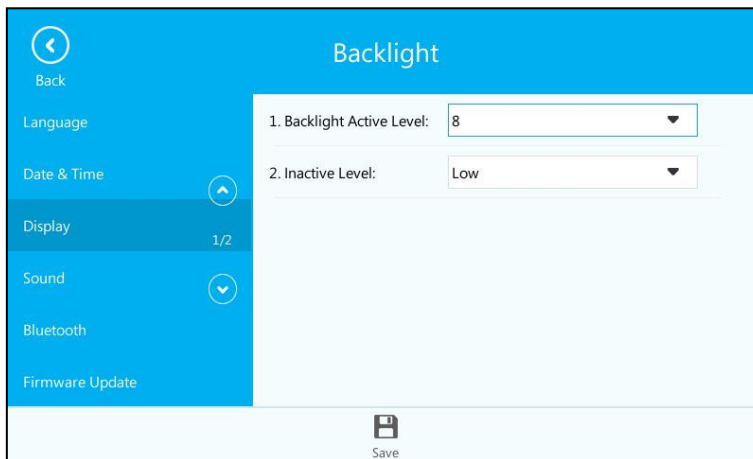 Backlight
Back
Language
Date & Time
Display
1/2
Sound
Bluetooth
Firmware Update
1. Backlight Active Level: 8
2. Inactive Level: Low
Save